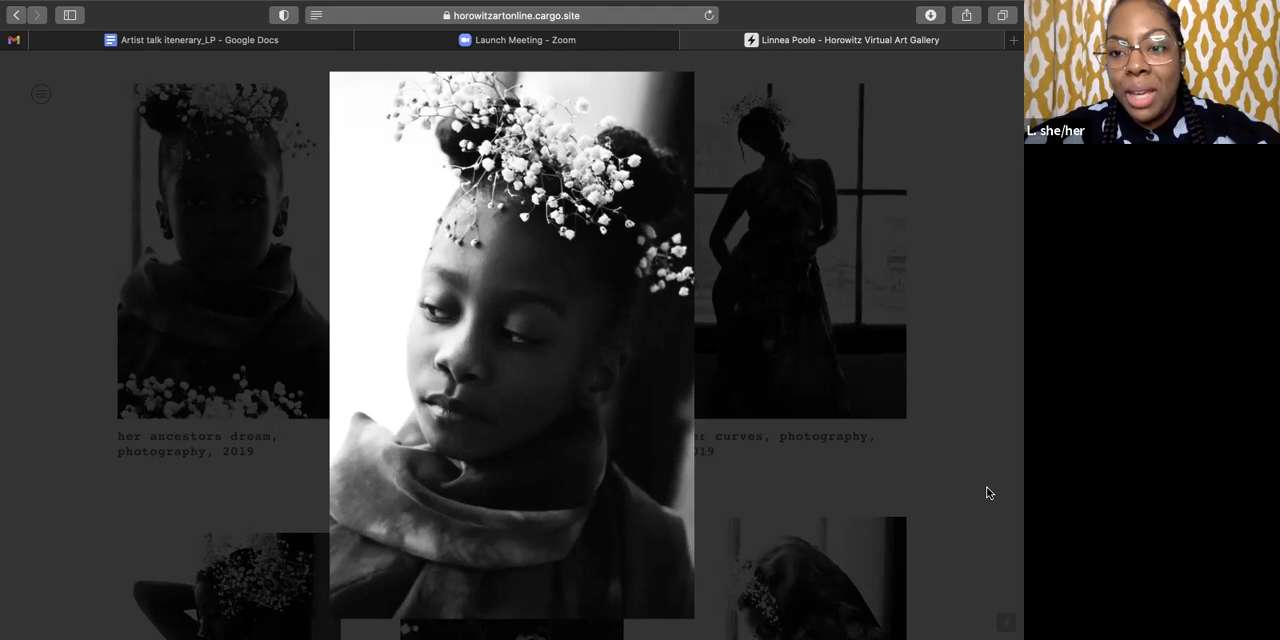 horowitzartonline.cargo.site
Artist talk itenerary_LP - Google Docs
Launch Meeting - Zoom
Linnea Poole - Horowitz Virtual Art Gallery
L. she/her
her ancestors dream,
photography, 2019
er curves, photography,
019